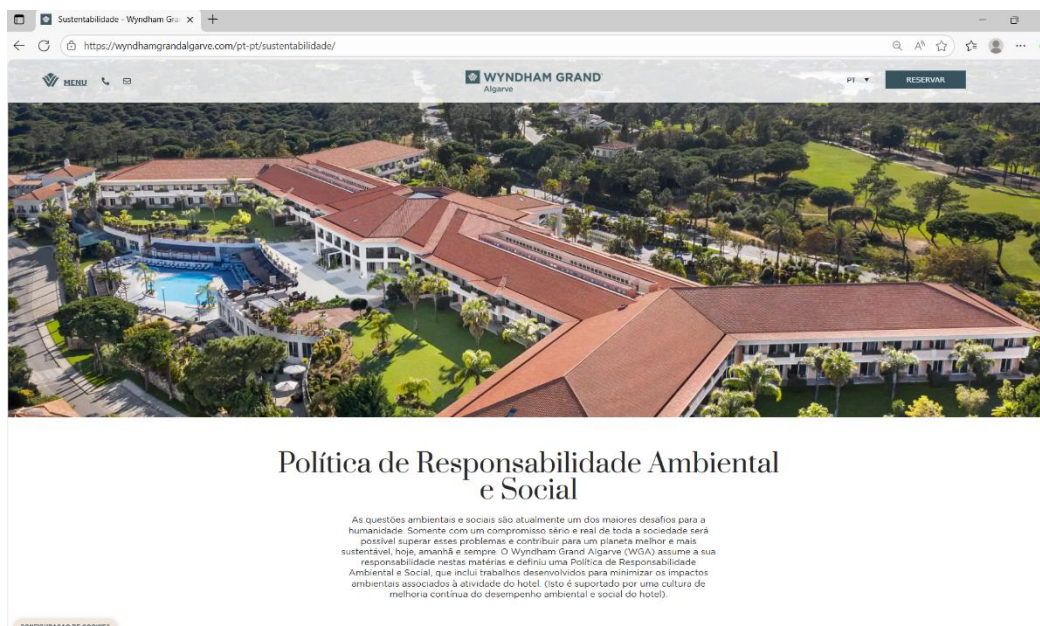 Sustentabilidade - Wyndham Gra
https://wyndhamgrandalgarve.com/pt-pt/sustentabilidade/
MENU
WYNDHAM GRAND
Algarve
PT
RESERVAR
Política de Responsabilidade Ambiental
e Social
As questões ambientais e sociais são atualmente um dos maiores desafios para a
humanidade. Somente com um compromisso sério e real de toda a sociedade será
possível superar esses problemas e contribuir para um planeta melhor e mais
sustentável, hoje, amanhã e sempre. O Wyndham Grand Algarve (WGA) assume a sua
responsabilidade nestas matérias e definiu uma Política de Responsabilidade
Ambiental e Social, que inclui trabalhos desenvolvidos para minimizar os impactos
ambientais associados à atividade do hotel. (Isto é suportado por uma cultura de
melhoria contínua do desempenho ambiental e social do hotel).